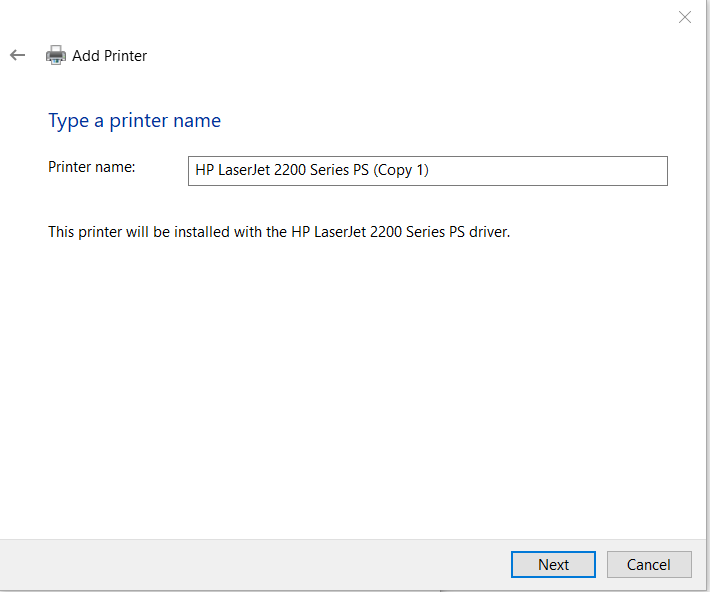 Add Printer
Type a printer name
Printer name:
HP LaserJet 2200 Series PS (Copy 1)
This printer will be installed with the HP LaserJet 2200 Series PS driver.
Next
Cancel